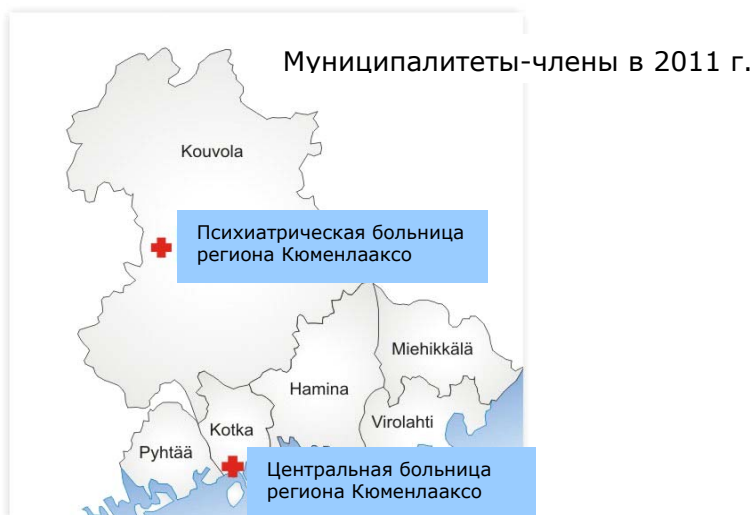 Муниципалитеты-члены в 2011 г.
Kouvola
Психиатрическая больница
региона Кюменлааксо
Miehikkälä
Hamina
Virolahti
Kotka
Pyhtää
Центральная больница
региона Кюменлааксо